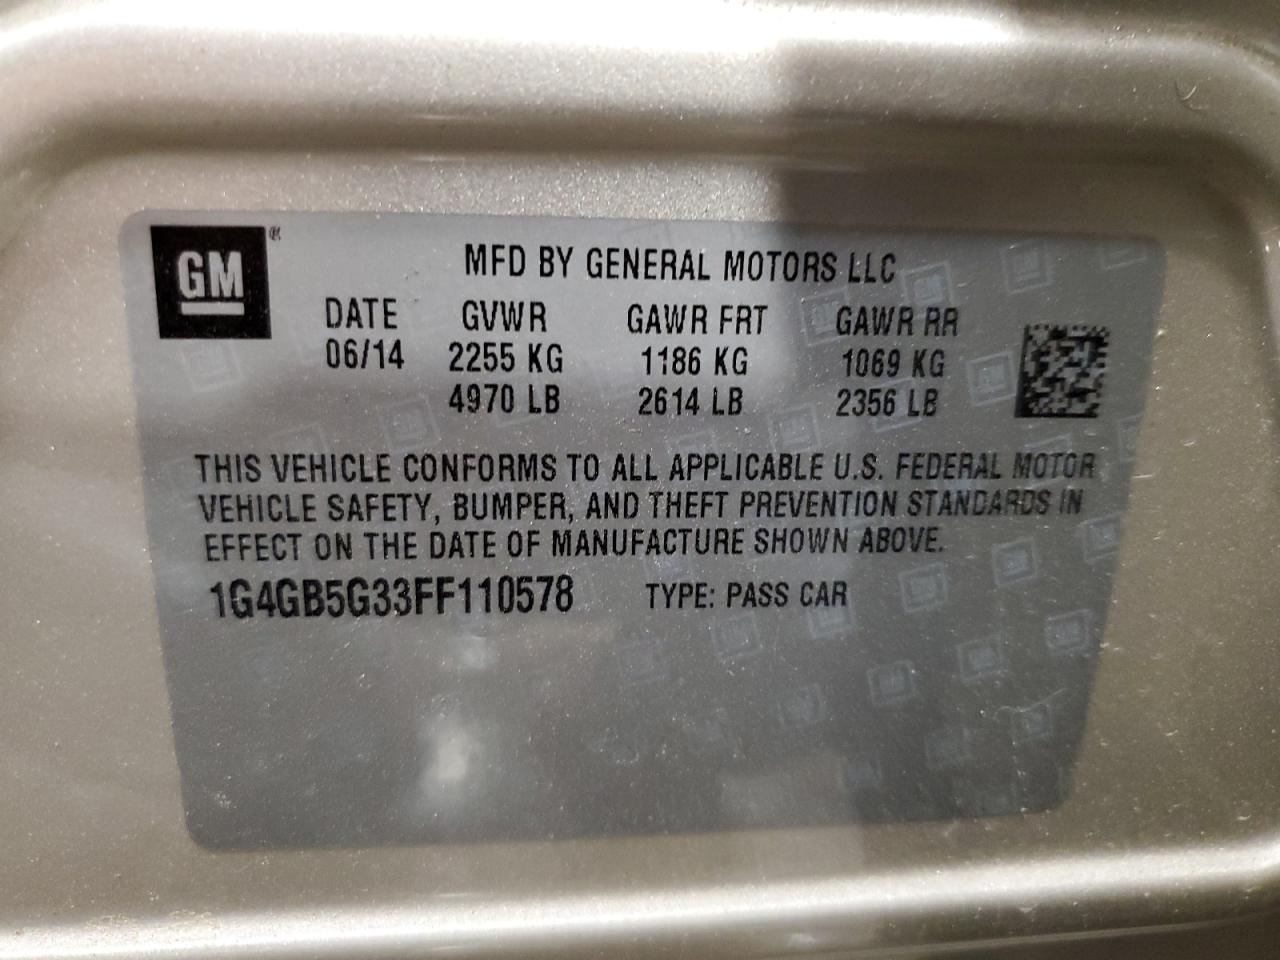 GM®
MFD BY GENERAL MOTORS LLC
DATE GVWR GAWR FRT GAWR RR
06/14 2255 KG 1186 KG 1069 KG
4970 LB 2614 LB 2356 LB
THIS VEHICLE CONFORMS TO ALL APPLICABLE U.S. FEDERAL MOTOR
VEHICLE SAFETY, BUMPER, AND THEFT PREVENTION STANDARDS IN
EFFECT ON THE DATE OF MANUFACTURE SHOWN ABOVE.
1G4GB5G33FF110578 TYPE: PASS CAR